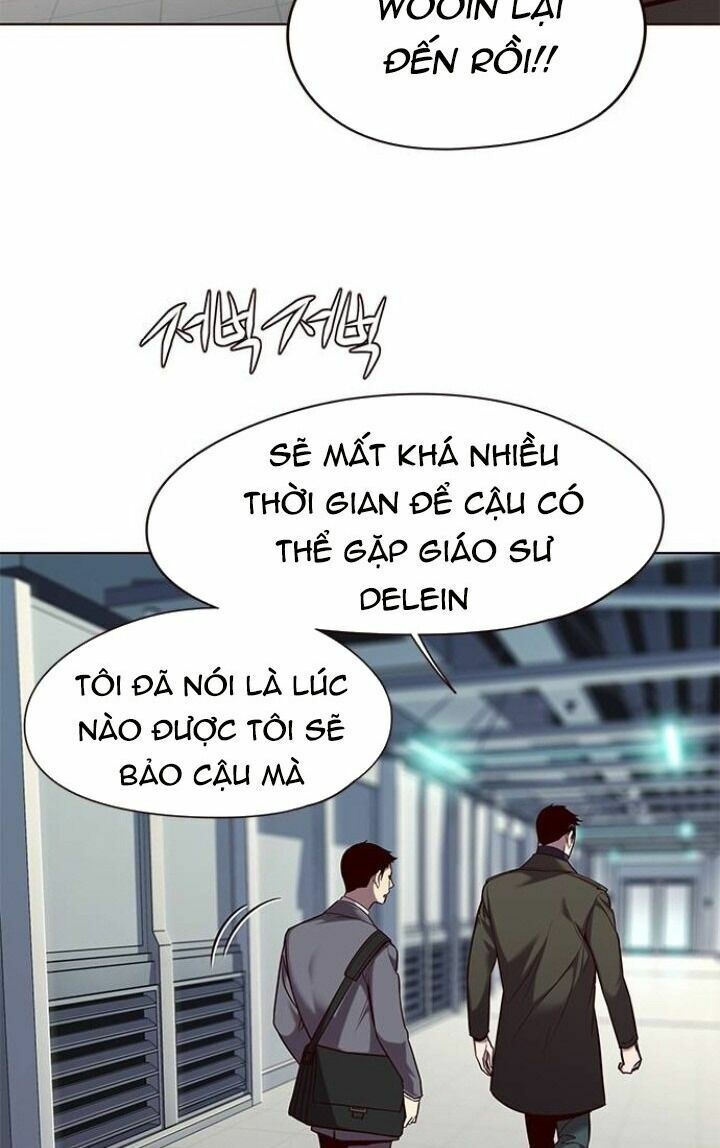 WOOIN LẠI
ĐẾN RỒI!!
저벅저벅
SẼ MẤT KHÁ NHIỀU
THỜI GIAN ĐỂ CẬU CÓ
THỂ GẶP GIÁO SƯ
DELEIN
TÔI ĐÃ NÓI LÀ LÚC
NÀO ĐƯỢC TÔI SẼ
BẢO CẬU MÀ